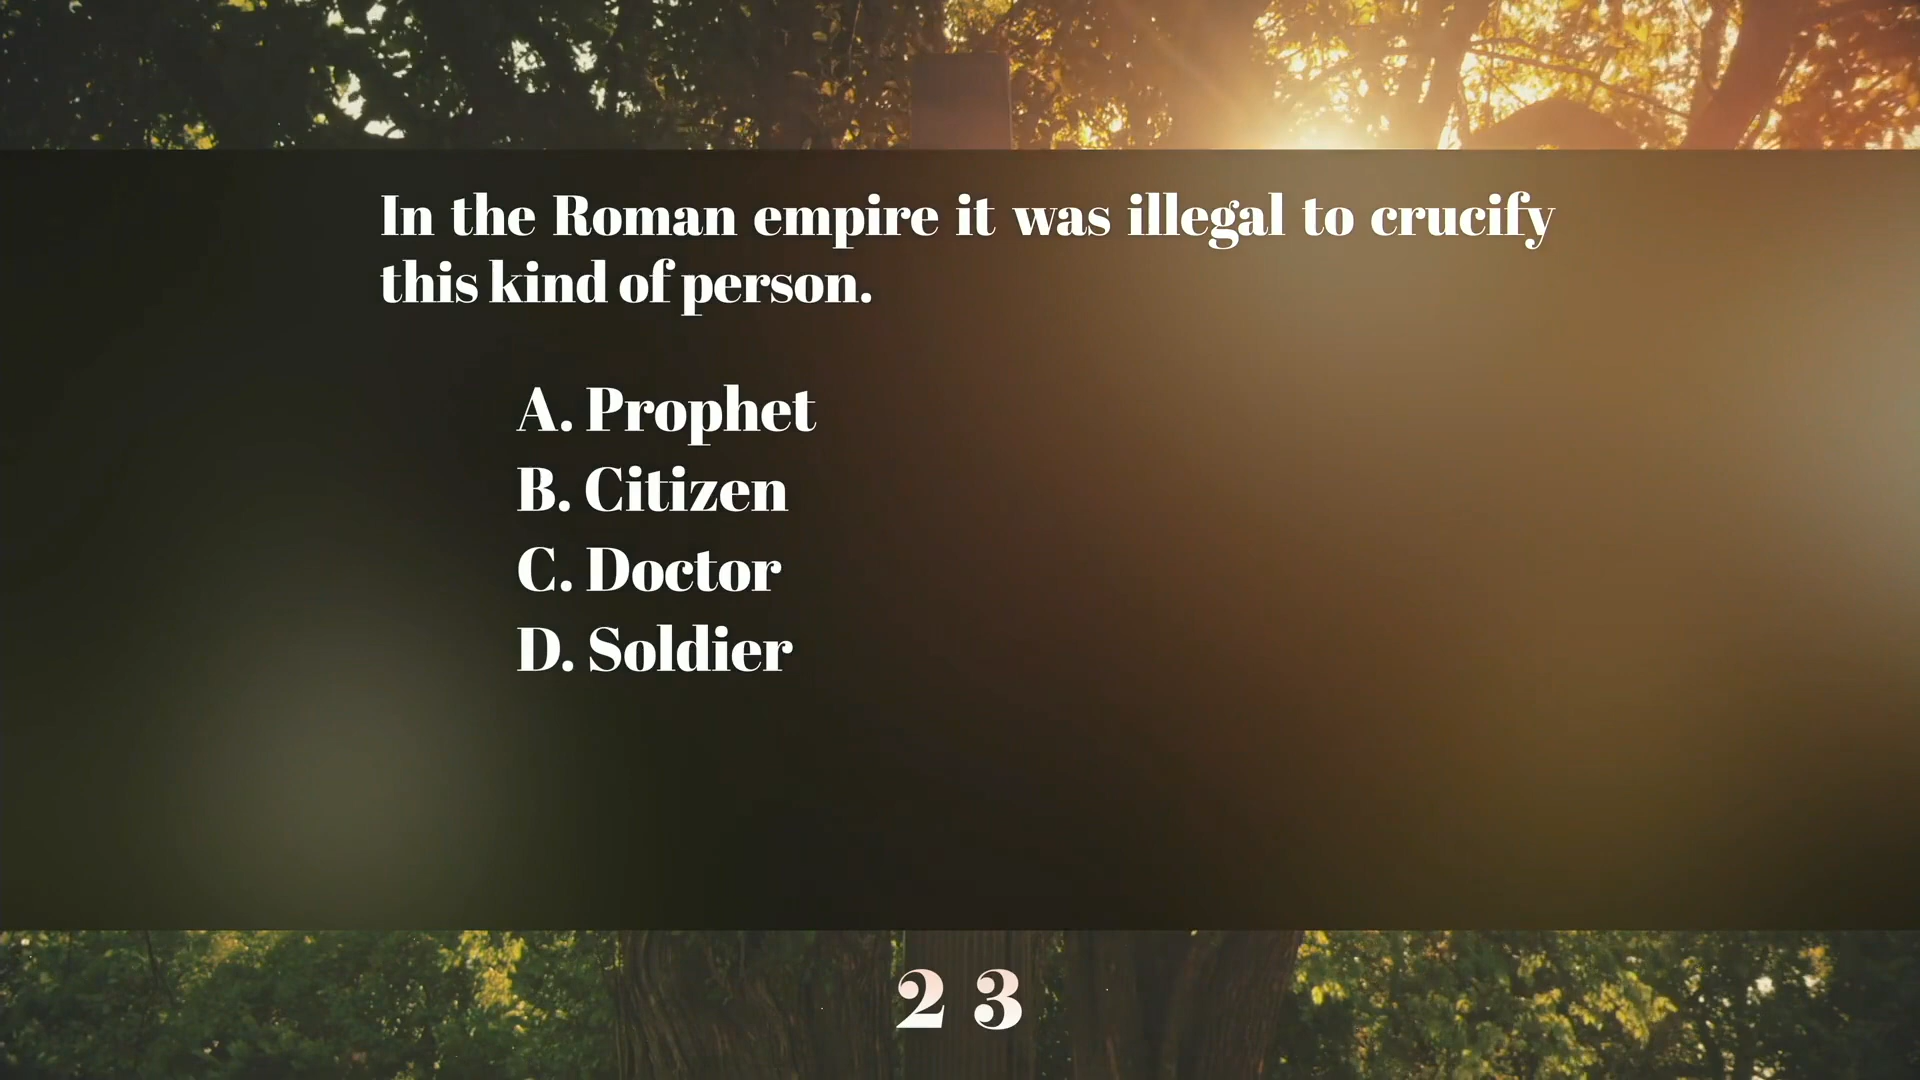 In the Roman empire it was illegal to crucify
this kind of person.
A. Prophet
B. Citizen
C. Doctor
D. Soldier
2 3